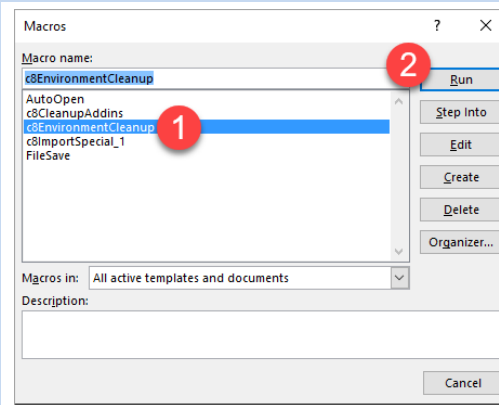 Macros ? ×
Macro name:
c8EnvironmentCleanup
2
Run
AutoOpen
c8CleanupAddins
c8EnvironmentCleanup
1
c8ImportSpecial_1
FileSave
Step Into
Edit
Create
Delete
Organizer...
Macros in: All active templates and documents
Description:
Cancel